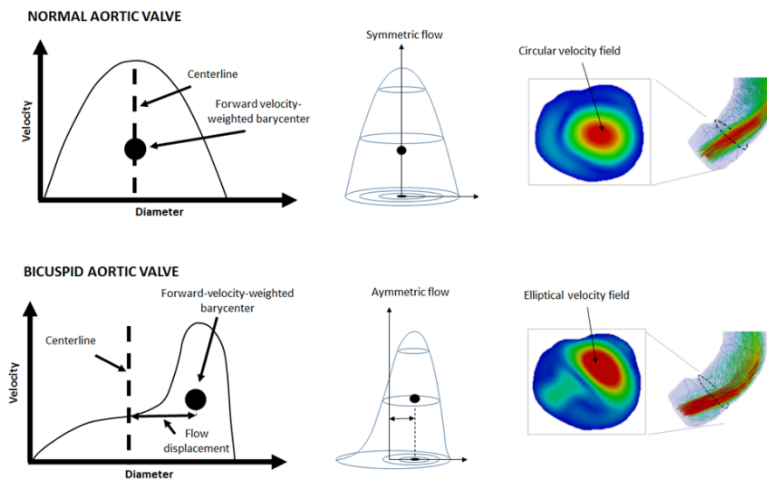 NORMAL AORTIC VALVE
Velocity
Centerline
Forward velocity-
weighted barycenter
Diameter
Symmetric flow
Circular velocity field
BICUSPID AORTIC VALVE
Velocity
Centerline
Forward-velocity-weighted
barycenter
Flow
displacement
Diameter
Aymmetric flow
Elliptical velocity field